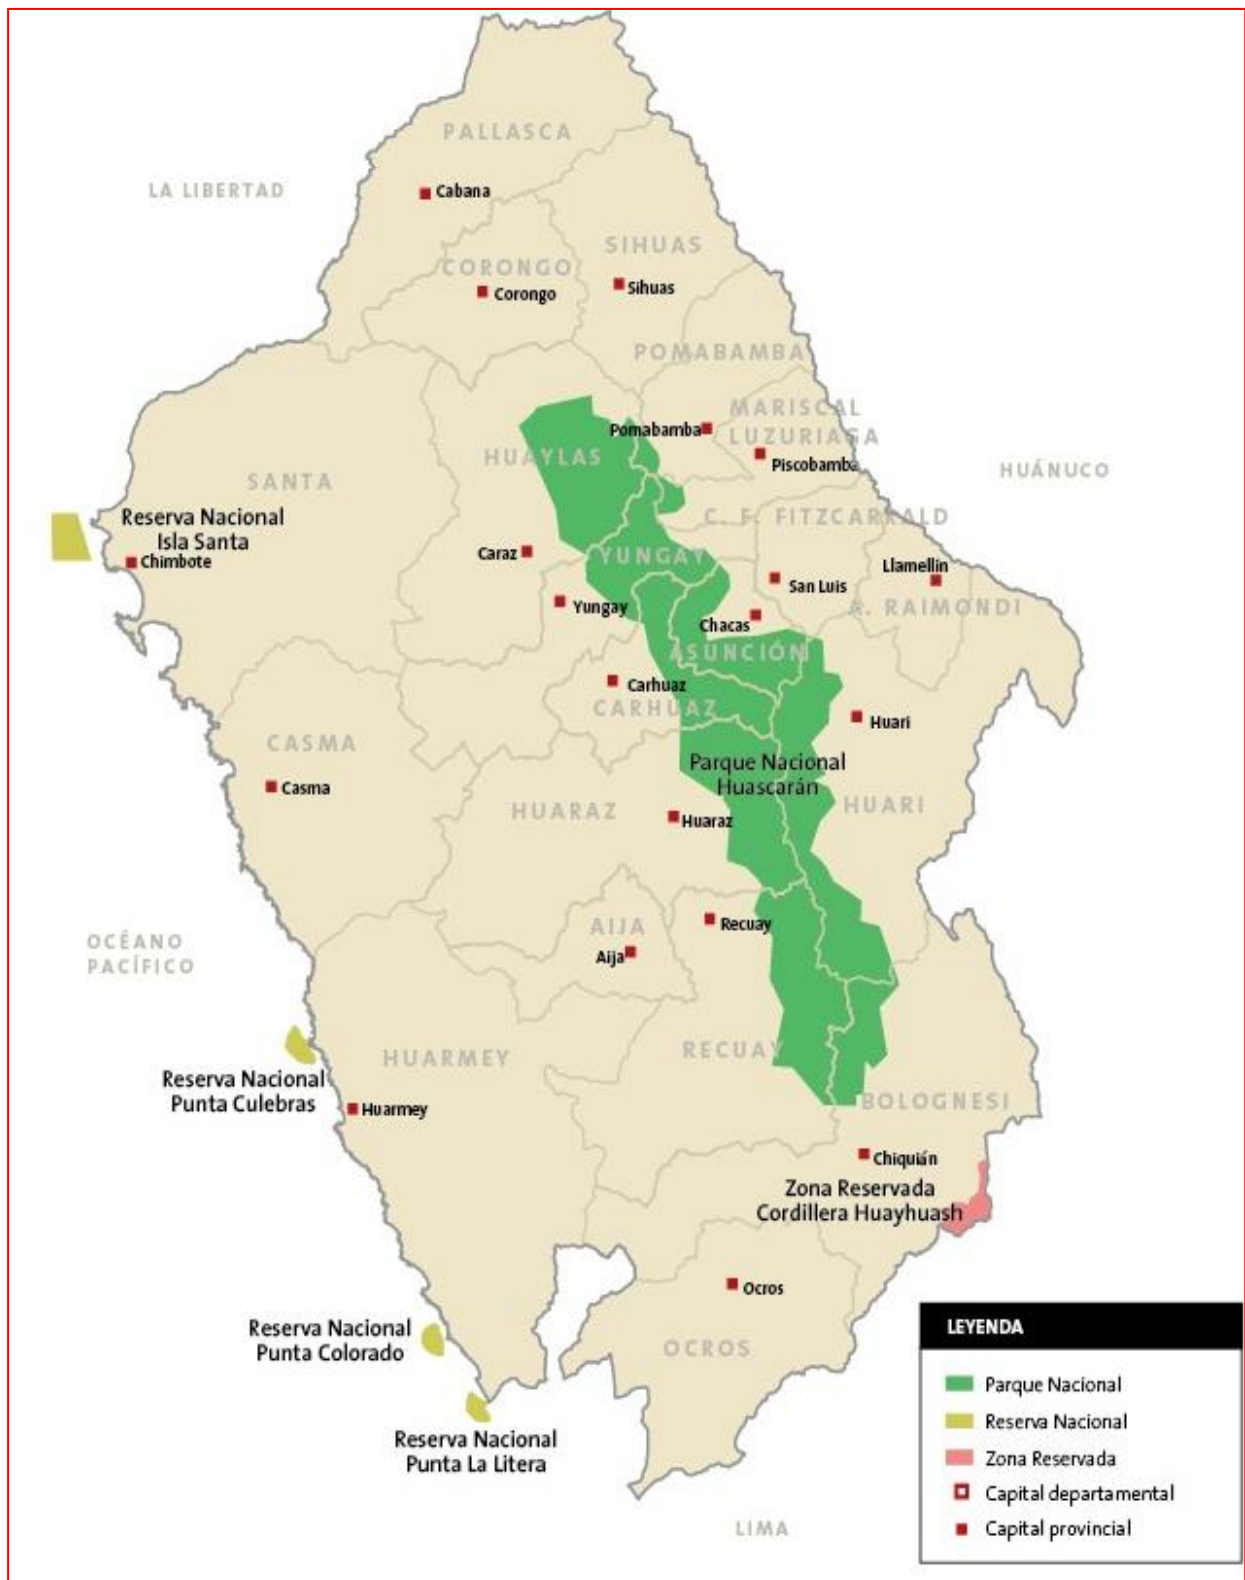 PALLASCA
LA LIBERTAD
Cabana
SIHUAS
CORONGO
Sihuas
Corongo
POMABAMBA
MARISCAL
LUZURIAGA
Pomabamba
HUAYLAS
Piscobamba
HUÁNUCO
SANTA
Reserva Nacional
Isla Santa
C. F. FITZCARRALD
Chimbote
Caraz
YUNGAY
Llamellín
San Luis
Yungay
A. RAIMONDI
Chacas
ASUNCIÓN
Carhuaz
CARHUAZ
Huari
CASMA
Parque Nacional
Huascarán
Casma
HUARAZ
HUARI
Huaraz
AIJA
Recuay
OCÉANO
PACÍFICO
Aija
RECUAY
HUARMEY
Reserva Nacional
Punta Culebras
BOLOGNESI
Huarmey
Chiquián
Zona Reservada
Cordillera Huayhuash
Ocros
Reserva Nacional
Punta Colorado
OCROS
Reserva Nacional
Punta La Litera
LIMA
LEYENDA
Parque Nacional
Reserva Nacional
Zona Reservada
Capital departamental
Capital provincial